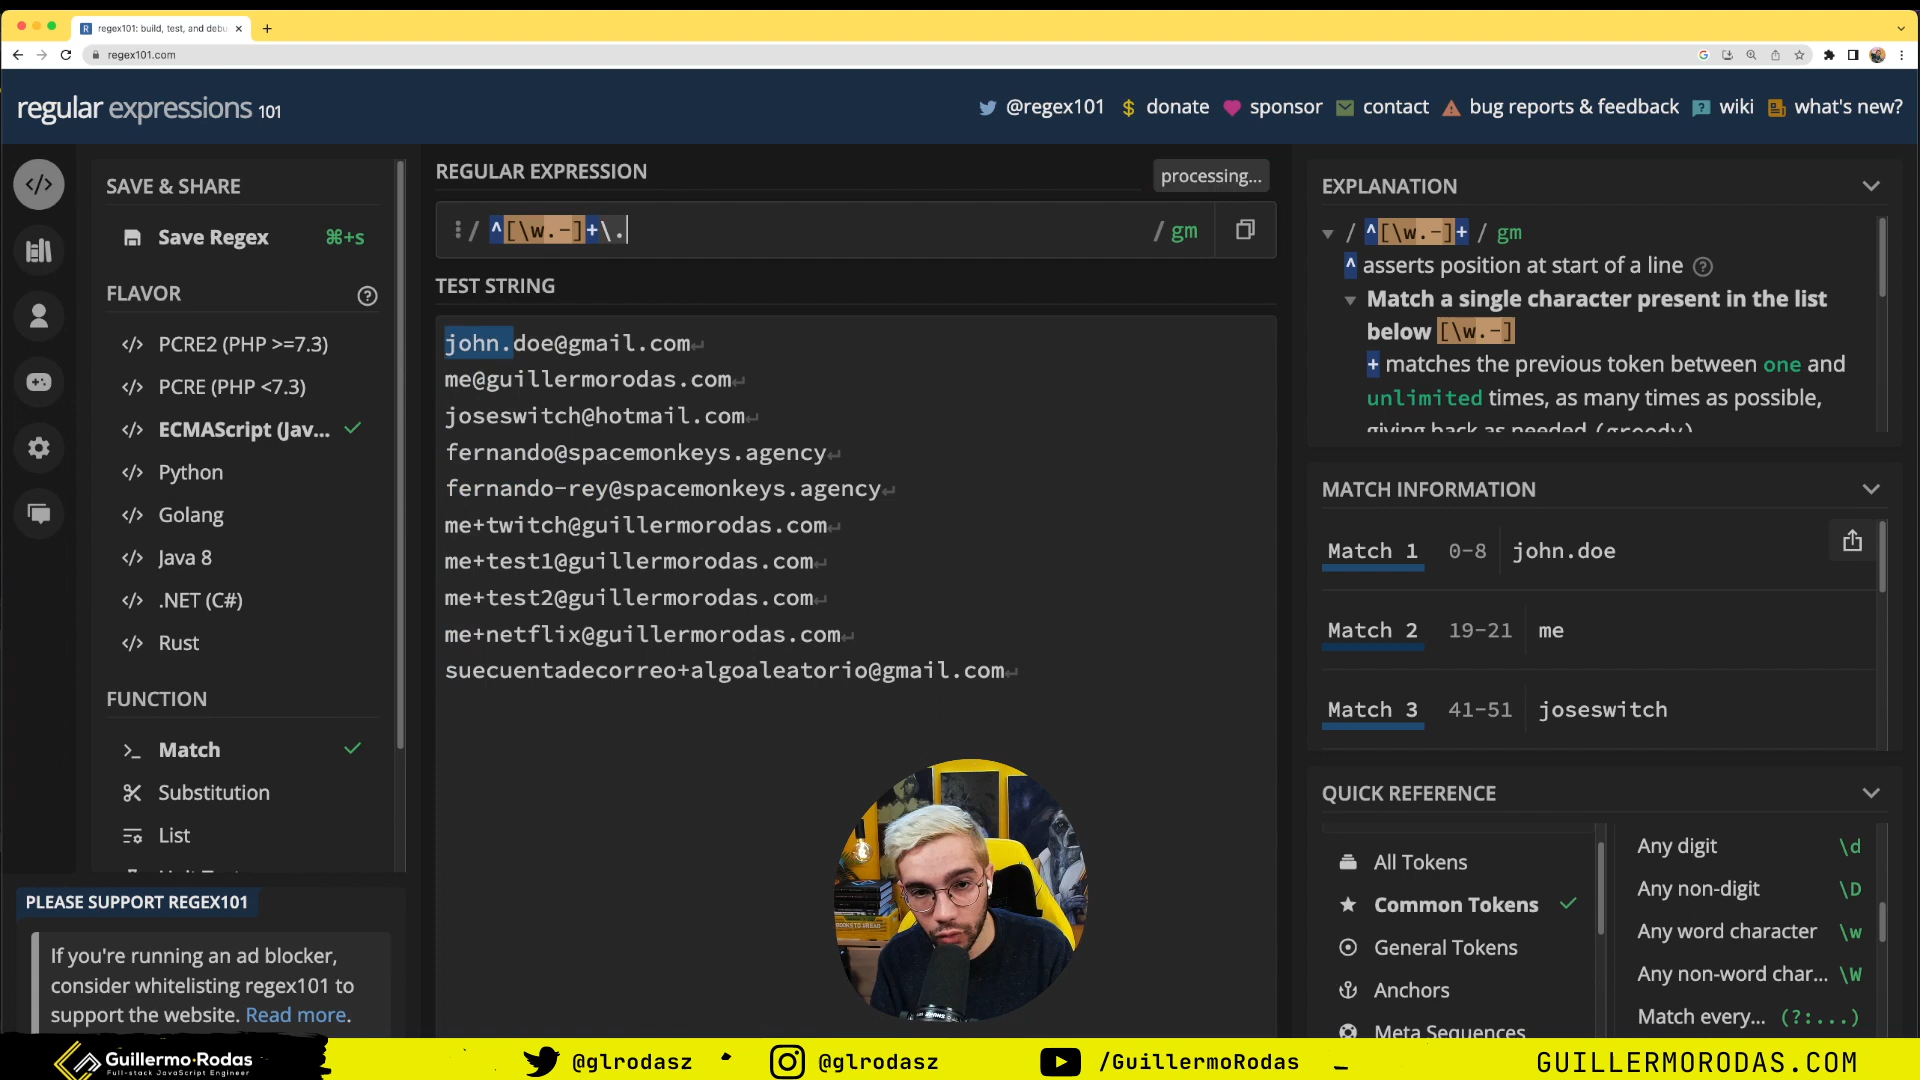 regex101: build, test, and debu
regex101.com
regular expressions 101
@regex101
donate
sponsor
contact
bug reports & feedback
wiki
what's new?
SAVE & SHARE
Save Regex ⌘+s
FLAVOR
</> PCRE2 (PHP >=7.3)
</> PCRE (PHP <7.3)
</> ECMAScript (Jav...
</> Python
</> Golang
</> Java 8
</> .NET (C#)
</> Rust
FUNCTION
Match
Substitution
List
PLEASE SUPPORT REGEX101
If you're running an ad blocker,
consider whitelisting regex101 to
support the website. Read more.
REGULAR EXPRESSION
processing...
/ ^[\w.-]+\. / gm
TEST STRING
john.doe@gmail.com
me@guillermorodas.com
joseswitch@hotmail.com
fernando@spacemonkeys.agency
fernando-rey@spacemonkeys.agency
me+twitch@guillermorodas.com
me+test1@guillermorodas.com
me+test2@guillermorodas.com
me+netflix@guillermorodas.com
suecuentadecorreo+algoaleatorio@gmail.com
EXPLANATION
/ ^[\w.-]+ / gm
^ asserts position at start of a line
Match a single character present in the list
below [\w.-]
+ matches the previous token between one and
unlimited times, as many times as possible,
giving back as needed (greedy)
MATCH INFORMATION
Match 1 0-8 john.doe
Match 2 19-21 me
Match 3 41-51 joseswitch
QUICK REFERENCE
All Tokens
Common Tokens
General Tokens
Anchors
Meta Sequences
Any digit \d
Any non-digit \D
Any word character \w
Any non-word char... \W
Match every... (?:...)
Guillermo·Rodas
Full-stack JavaScript Engineer
@glrodasz
@glrodasz
/GuillermoRodas
GUILLERMORODAS.COM